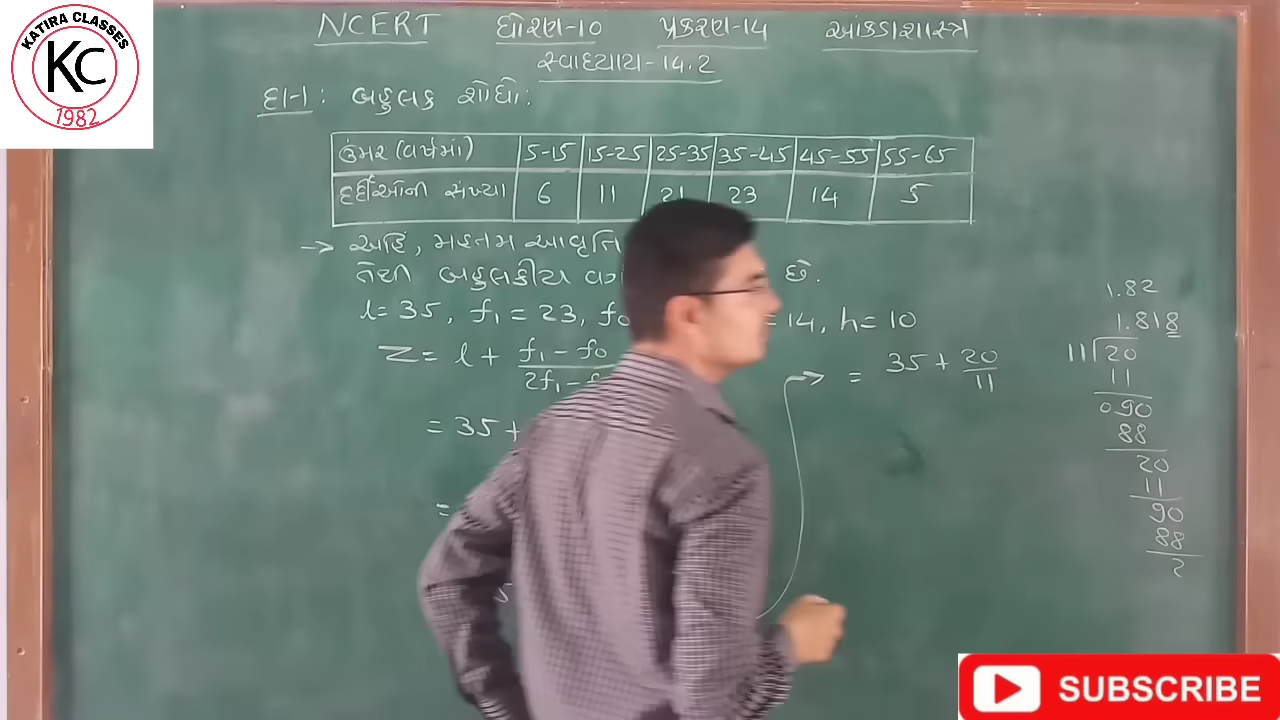 KATIRA CLASSES
KC
1982
NCERT ધોરણ-10 પ્રકરણ-14 આંકડાશાસ્ત્ર
સ્વાધ્યાય-14.2
દા-1: બહુલક શોધો:
ઉંમર (વર્ષમાં) 5-15 15-25 25-35 35-45 45-55 55-65
દર્દીઓની સંખ્યા 6 11 21 23 14 5
→ અહિં, મહત્તમ આવૃત્તિ
તેથી બહુલકીય છે.
l = 35, f₁ = 23, f₀ = 14, h = 10
Z = l + f₁ - f₀
2f₁ -
= 35 +
=
5
→ = 35 + 20/11
1.82
1.818
11 20
11
090
88
20
11
90
88
2
SUBSCRIBE